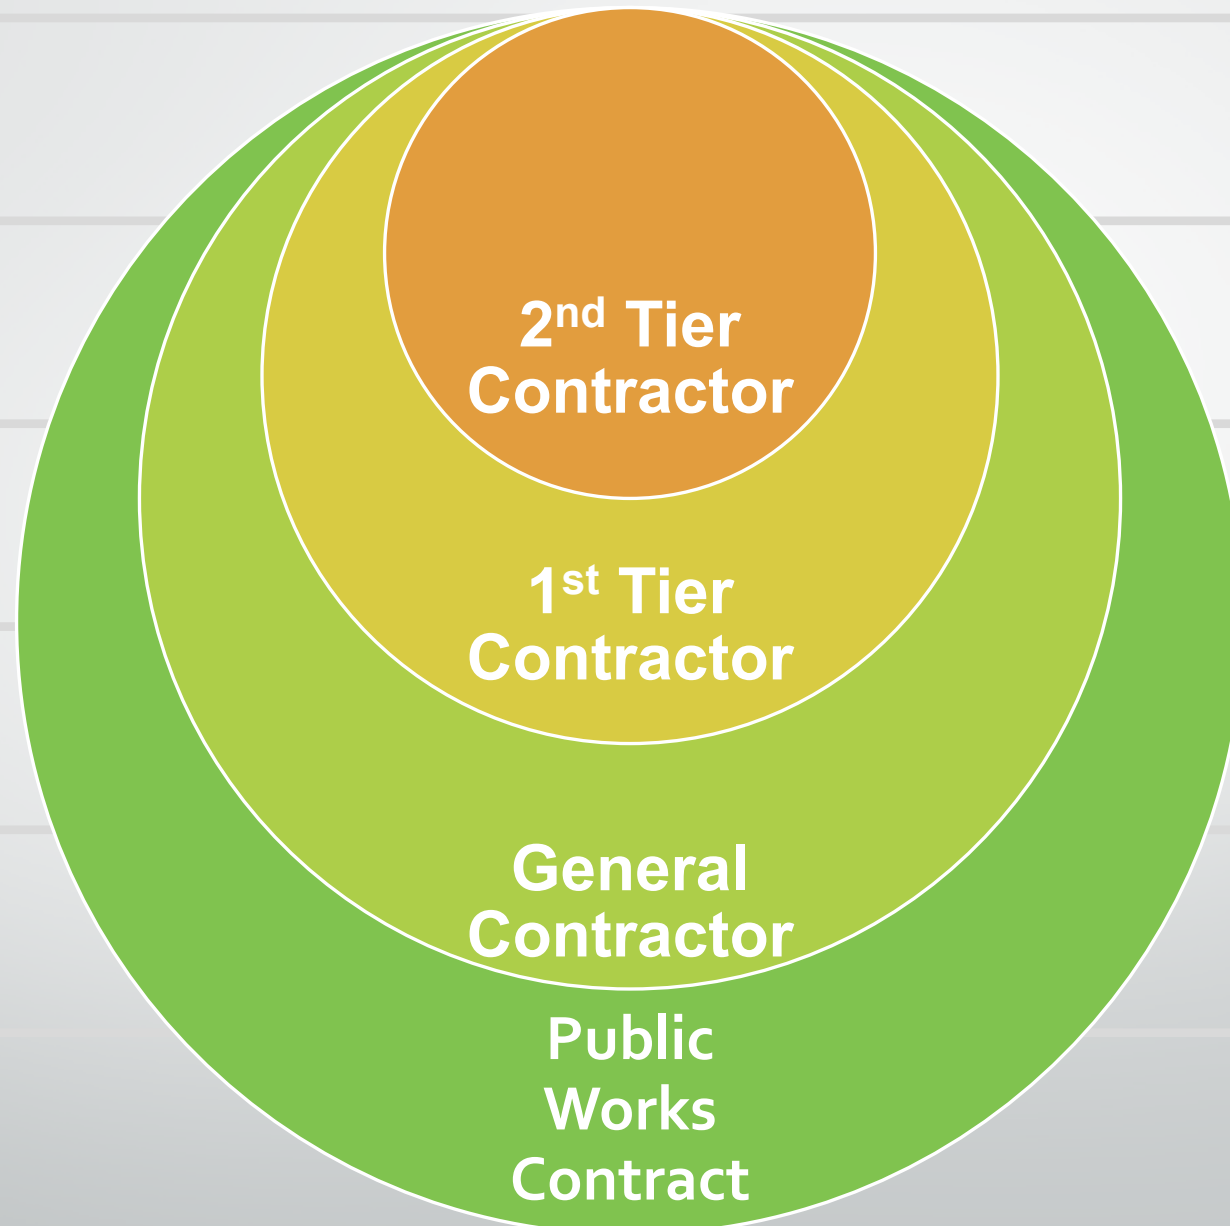 2nd Tier
Contractor
1st Tier
Contractor
General
Contractor
Public
Works
Contract